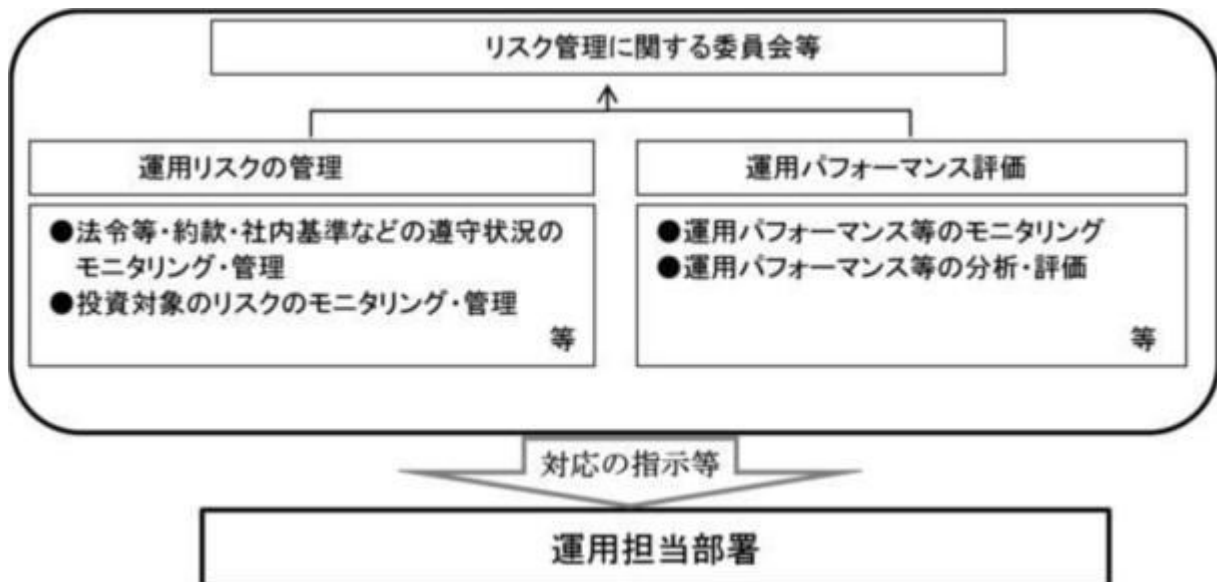 リスク管理に関する委員会等
運用リスクの管理
運用パフォーマンス評価
●法令等・約款・社内基準などの遵守状況の
モニタリング・管理
●投資対象のリスクのモニタリング・管理
等
●運用パフォーマンス等のモニタリング
●運用パフォーマンス等の分析・評価
等
対応の指示等
運用担当部署